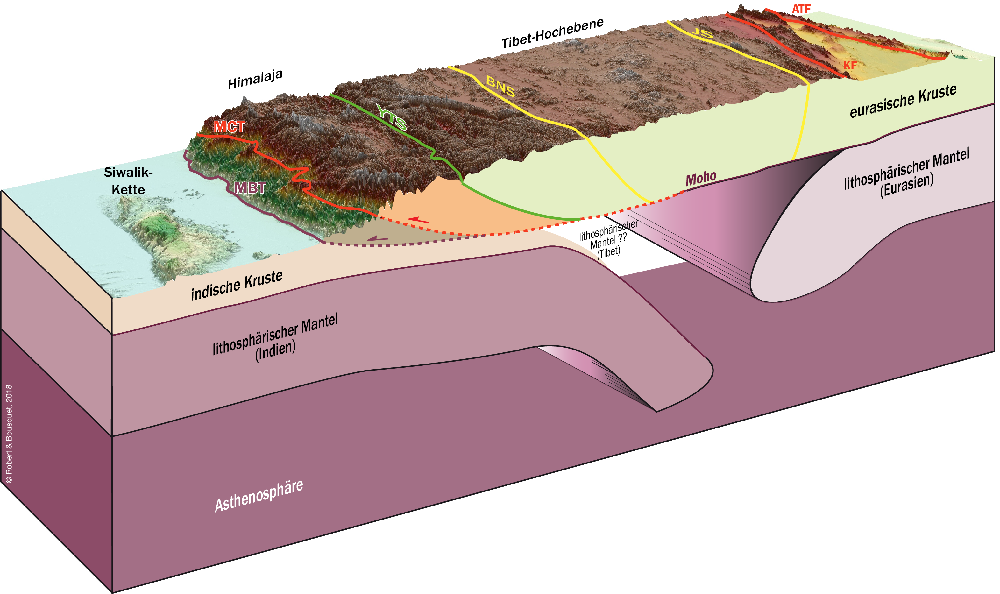 ATF
Tibet-Hochebene
JS
KF
Himalaja
BNS
eurasische Kruste
YTS
MCT
Siwalik-
Kette
MBT
Moho
lithosphärischer Mantel
(Eurasien)
lithosphärischer
Mantel ??
(Tibet)
indische Kruste
lithosphärischer Mantel
(Indien)
Asthenosphäre
© Robert & Bousquet, 2018